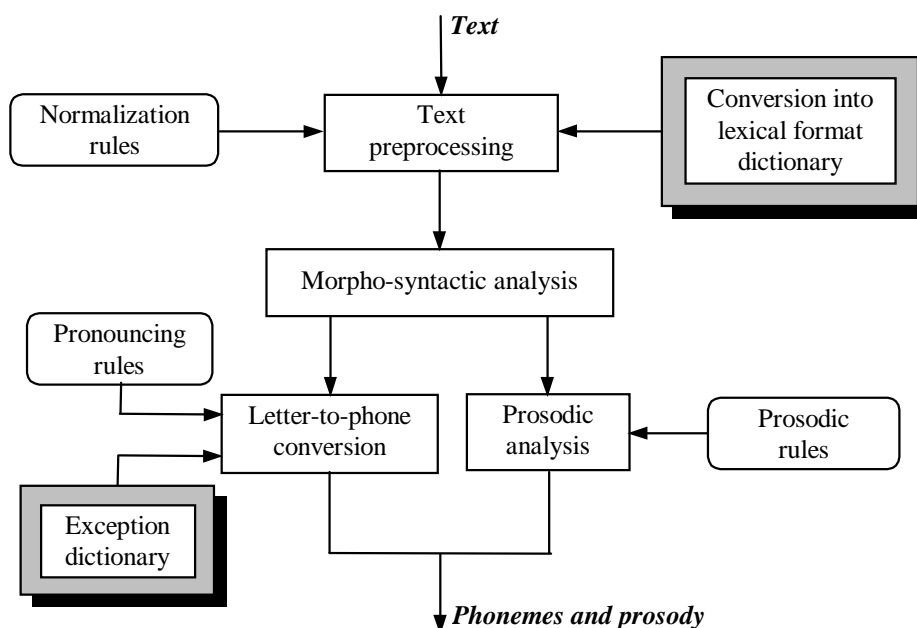 Text
Normalization
rules
Text
preprocessing
Conversion into
lexical format
dictionary
Morpho-syntactic analysis
Pronouncing
rules
Letter-to-phone
conversion
Prosodic
analysis
Prosodic
rules
Exception
dictionary
Phonemes and prosody